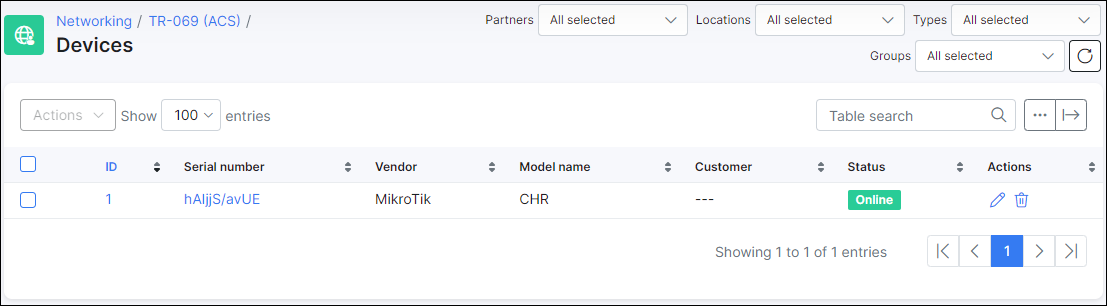 Networking / TR-069 (ACS) /
Devices
Partners All selected Locations All selected Types All selected
Groups All selected
Actions Show 100 entries Table search
ID Serial number Vendor Model name Customer Status Actions
1 hAljjS/avUE MikroTik CHR --- Online
Showing 1 to 1 of 1 entries 1